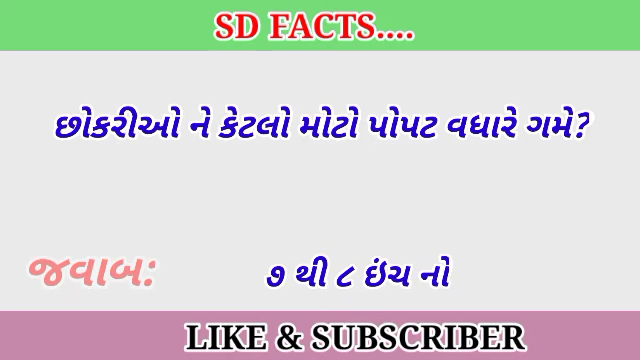 SD FACTS....
છોકરીઓ ને કેટલો મોટો પોપટ વધારે ગમે?
જવાબ: ૭ થી ૮ ઇંચ નો
LIKE & SUBSCRIBER